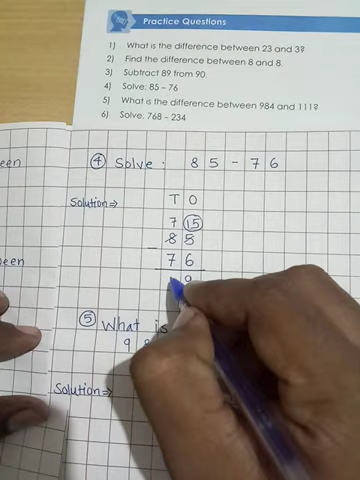 Practice Questions
1) What is the difference between 23 and 3?
2) Find the difference between 8 and 8.
3) Subtract 89 from 90.
4) Solve: 85 – 76
5) What is the difference between 984 and 111?
6) Solve: 768 – 234
een
④ Solve : 85 - 76
Solution⇒ T O
7 15
- 8 5
7 6
9
een
⑤ What is
9 8
Solution⇒